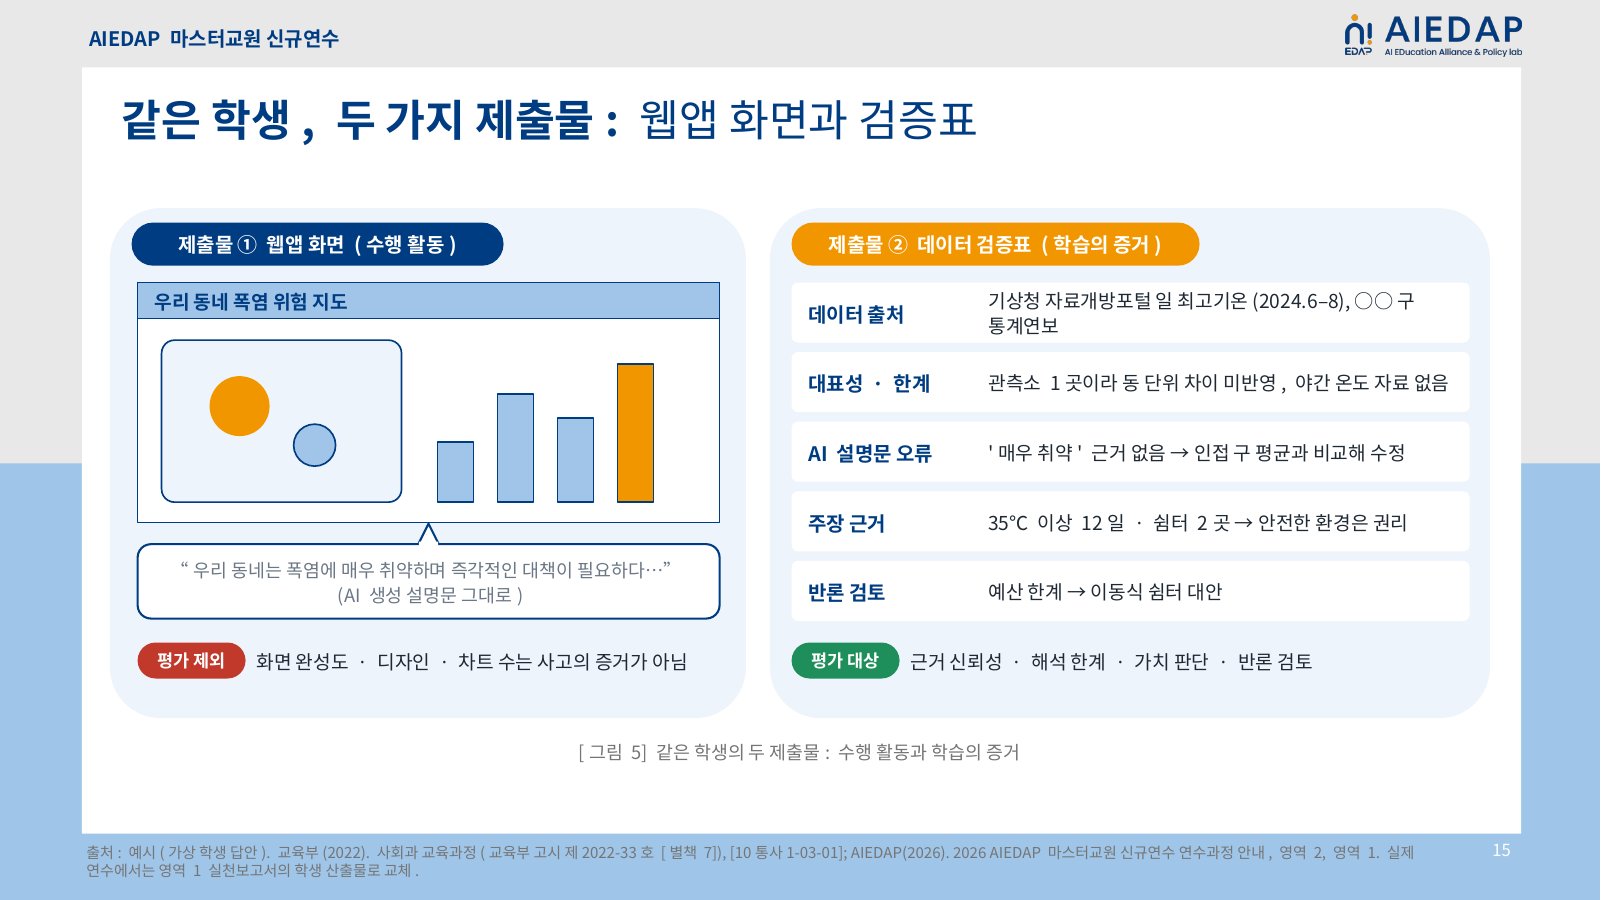 AIEDAP 마스터교원 신규연수
AIEDAP
EDAP
AI EDucation Alliance & Policy lab
같은 학생 , 두 가지 제출물 : 웹앱 화면과 검증표
제출물 ① 웹앱 화면 ( 수행 활동 )
우리 동네 폭염 위험 지도
“ 우리 동네는 폭염에 매우 취약하며 즉각적인 대책이 필요하다…”
(AI 생성 설명문 그대로 )
평가 제외 화면 완성도 · 디자인 · 차트 수는 사고의 증거가 아님
제출물 ② 데이터 검증표 ( 학습의 증거 )
데이터 출처 기상청 자료개방포털 일 최고기온 (2024.6–8), ○○ 구
통계연보
대표성 · 한계 관측소 1 곳이라 동 단위 차이 미반영 , 야간 온도 자료 없음
AI 설명문 오류 ' 매우 취약 ' 근거 없음 → 인접 구 평균과 비교해 수정
주장 근거 35℃ 이상 12 일 · 쉼터 2 곳 → 안전한 환경은 권리
반론 검토 예산 한계 → 이동식 쉼터 대안
평가 대상 근거 신뢰성 · 해석 한계 · 가치 판단 · 반론 검토
[ 그림 5] 같은 학생의 두 제출물 : 수행 활동과 학습의 증거
출처 : 예시 ( 가상 학생 답안 ). 교육부 (2022). 사회과 교육과정 ( 교육부 고시 제 2022-33 호 [ 별책 7]), [10 통사 1-03-01]; AIEDAP(2026). 2026 AIEDAP 마스터교원 신규연수 연수과정 안내 , 영역 2, 영역 1. 실제
연수에서는 영역 1 실천보고서의 학생 산출물로 교체 .
15